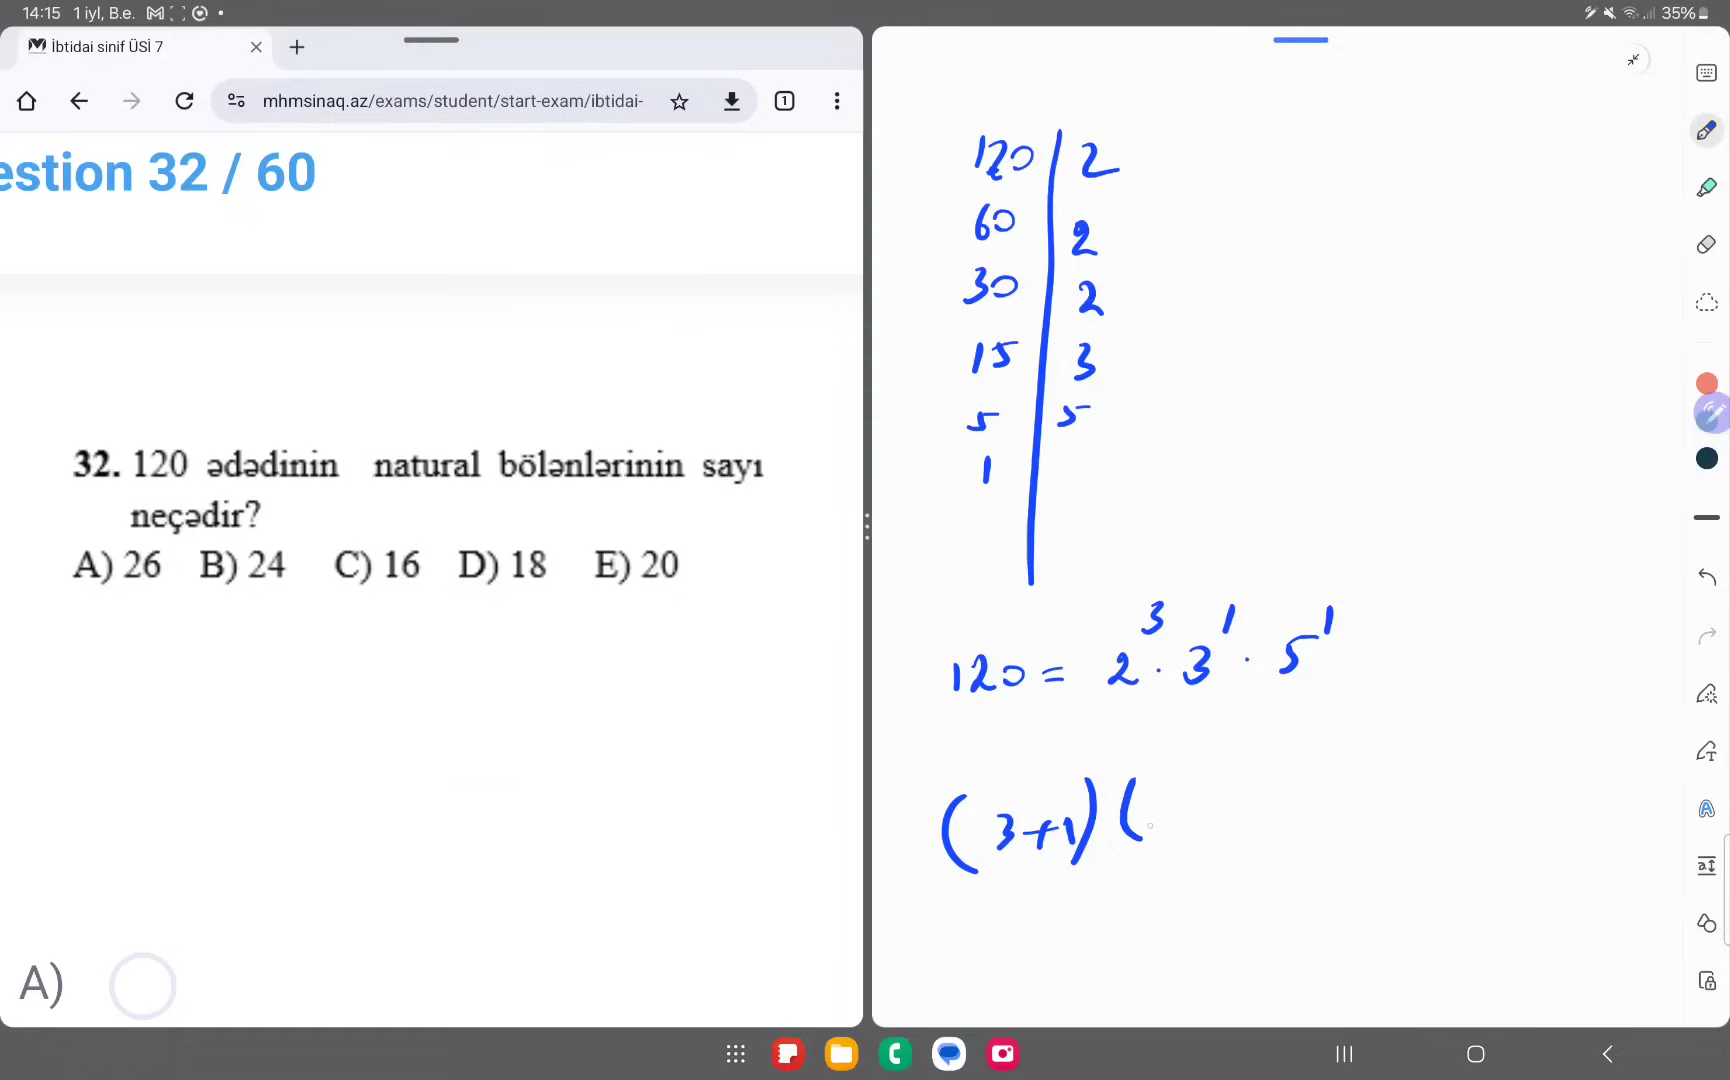 14:15 1 iyl, B.e.
35%
İbtidai sinif ÜSİ 7
mhmsinaq.az/exams/student/start-exam/ibtidai-
1
estion 32 / 60
32. 120 ədədinin natural bölənlərinin sayı
neçədir?
A) 26 B) 24 C) 16 D) 18 E) 20
A)
120 2
60 2
30 2
15 3
5 5
1
120 = 2³ · 3¹ · 5¹
(3+1) (